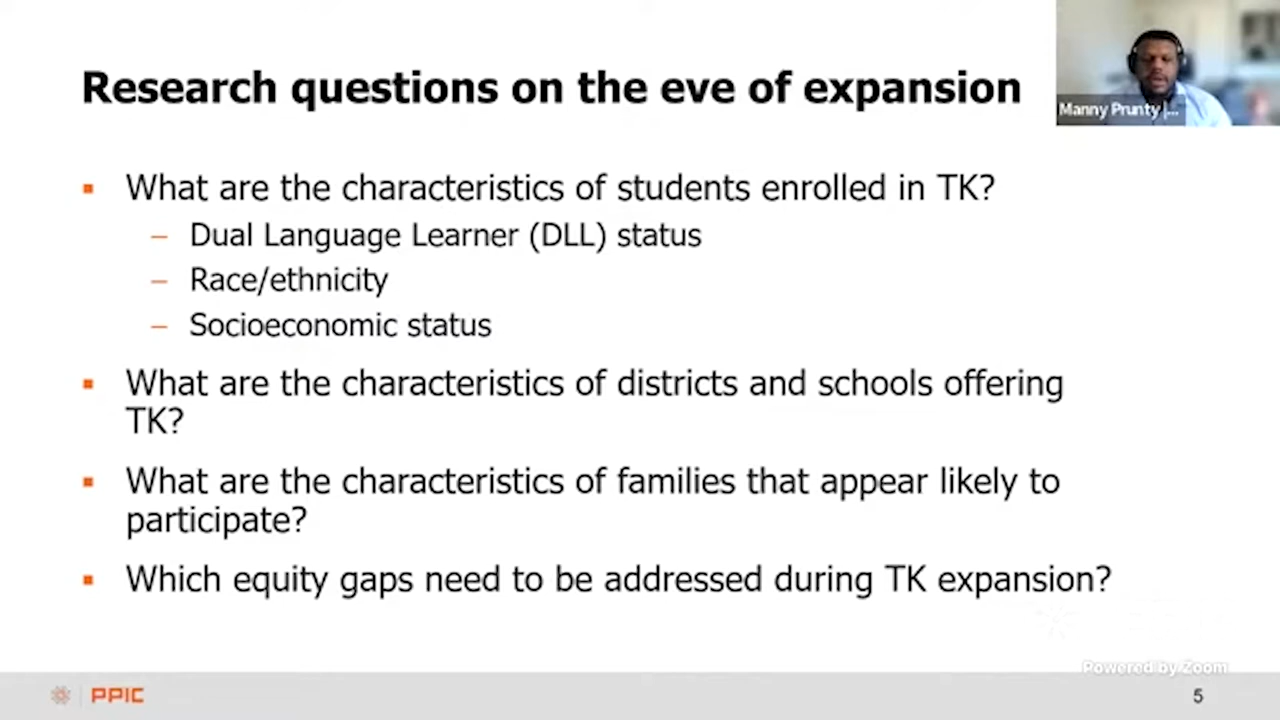 Research questions on the eve of expansion
Manny Prunty |...
▪ What are the characteristics of students enrolled in TK?
– Dual Language Learner (DLL) status
– Race/ethnicity
– Socioeconomic status
▪ What are the characteristics of districts and schools offering
TK?
▪ What are the characteristics of families that appear likely to
participate?
▪ Which equity gaps need to be addressed during TK expansion?
Powered by Zoom
PPIC
5